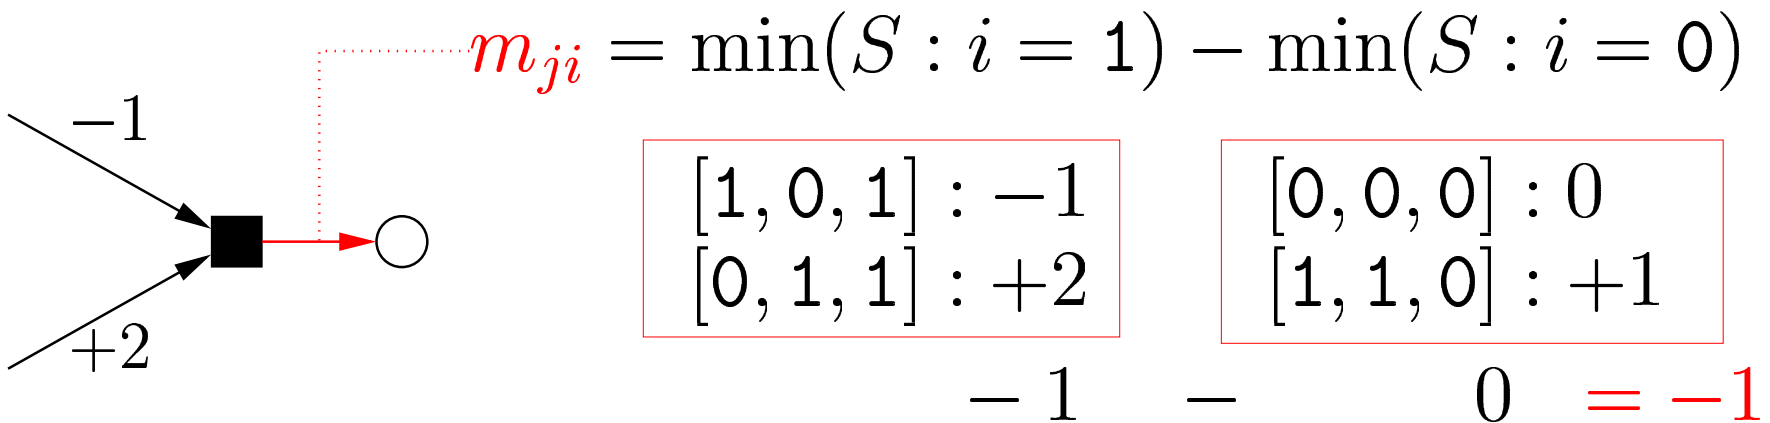 m_{ji} = min(S : i = 1) − min(S : i = 0)
−1
[1, 0, 1] : −1 [0, 0, 0] : 0
[0, 1, 1] : +2 [1, 1, 0] : +1
+2
− 1 − 0 = −1